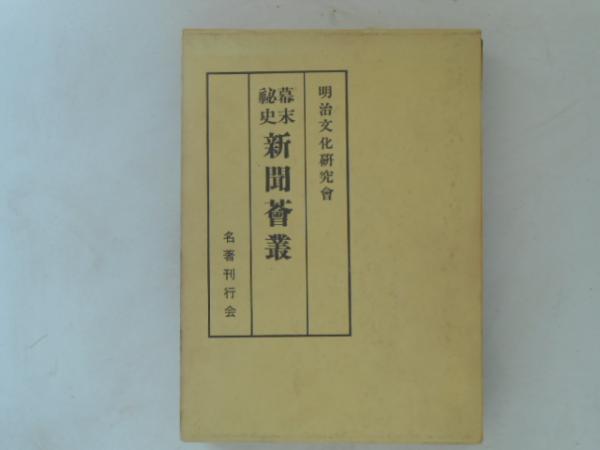 明治文化研究會
幕末
祕史
新聞薈叢
名著刊行会